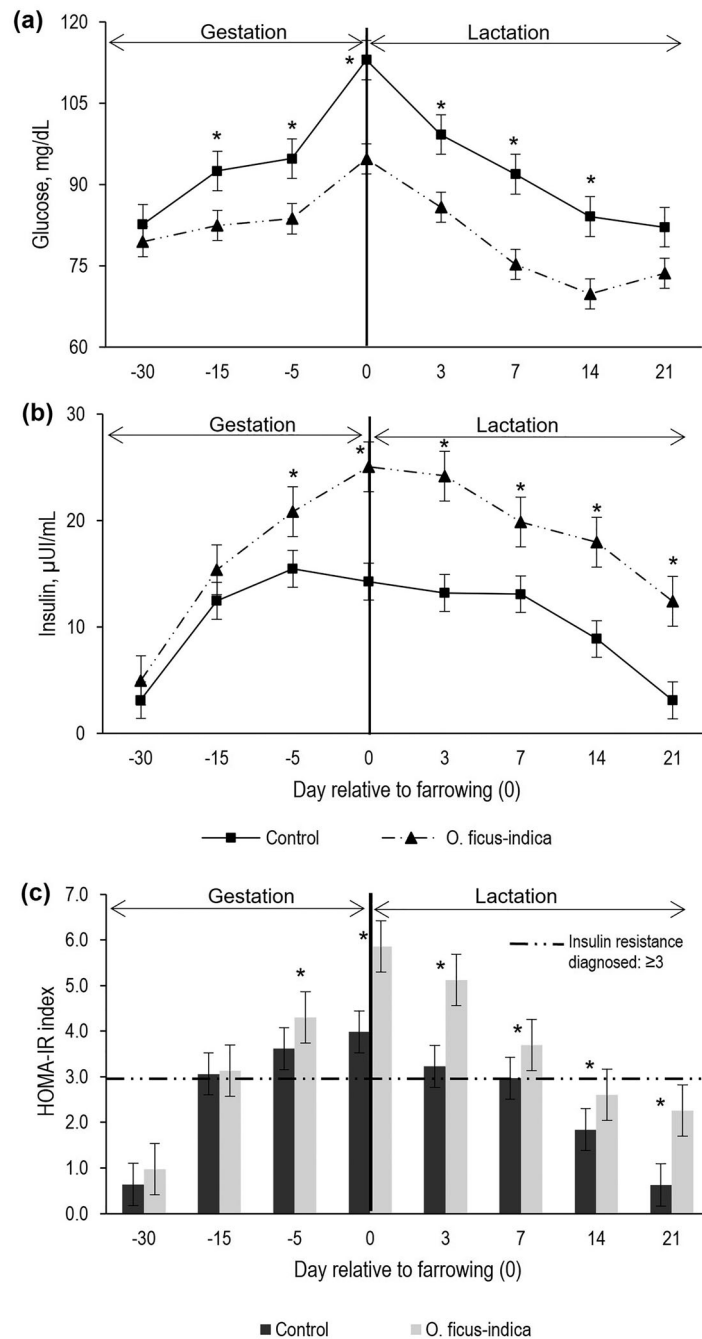 (a)
Gestation
Lactation
120
105
90
75
60
Glucose, mg/dL
*
*
*
*
*
*
-30 -15 -5 0 3 7 14 21
(b)
Gestation
Lactation
30
20
10
0
Insulin, µUI/mL
*
*
*
*
*
*
-30 -15 -5 0 3 7 14 21
Day relative to farrowing (0)
Control O. ficus-indica
(c)
Gestation
Lactation
7.0
6.0
5.0
4.0
3.0
2.0
1.0
0.0
HOMA-IR index
*
*
*
*
*
*
Insulin resistance
diagnosed: ≥3
-30 -15 -5 0 3 7 14 21
Day relative to farrowing (0)
Control O. ficus-indica